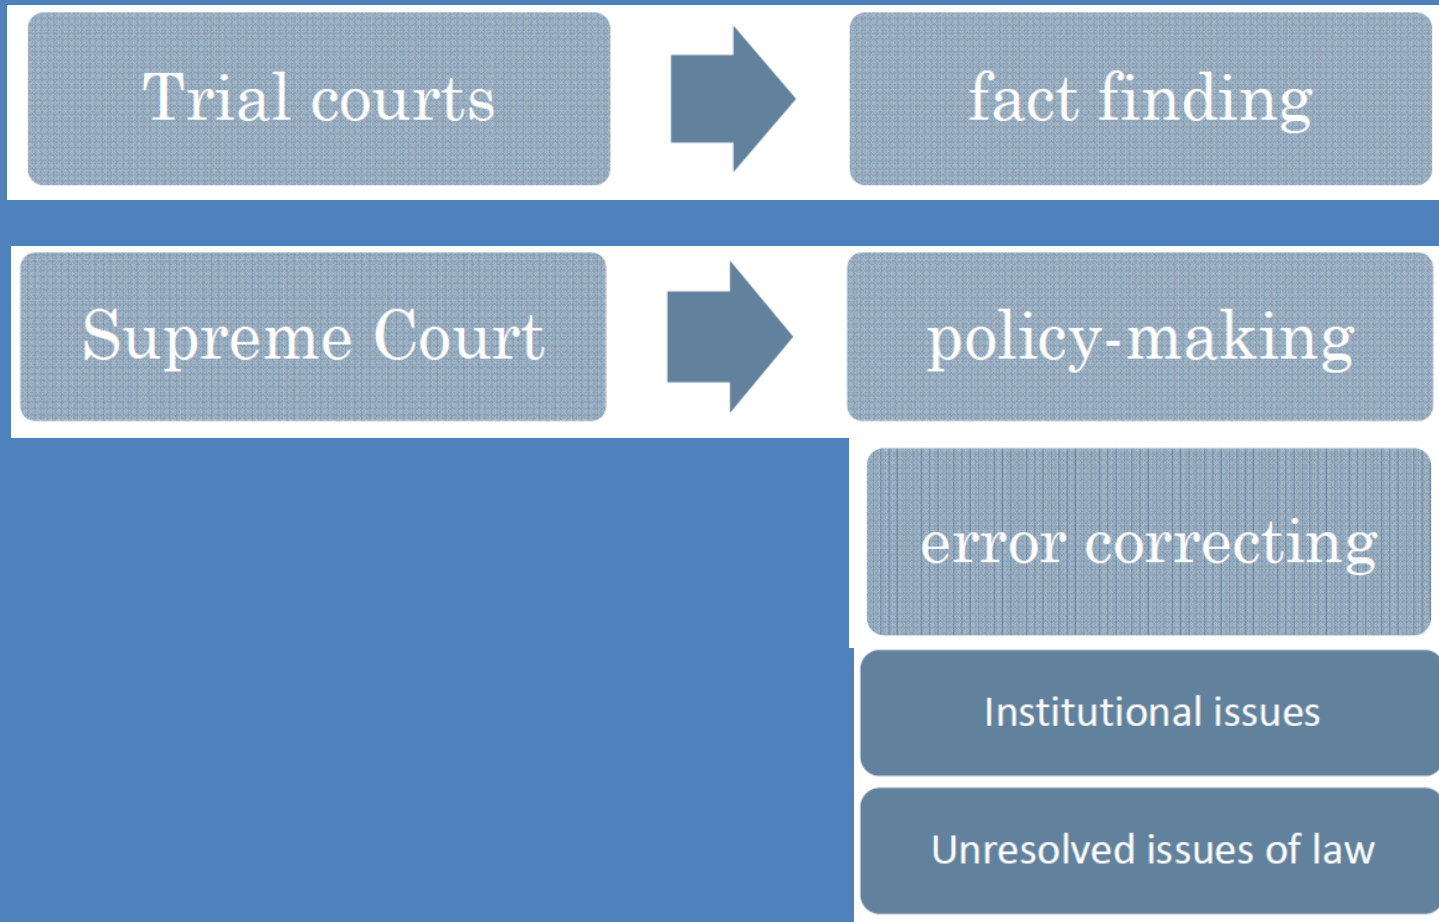 Trial courts
fact finding
Supreme Court
policy-making
error correcting
Institutional issues
Unresolved issues of law